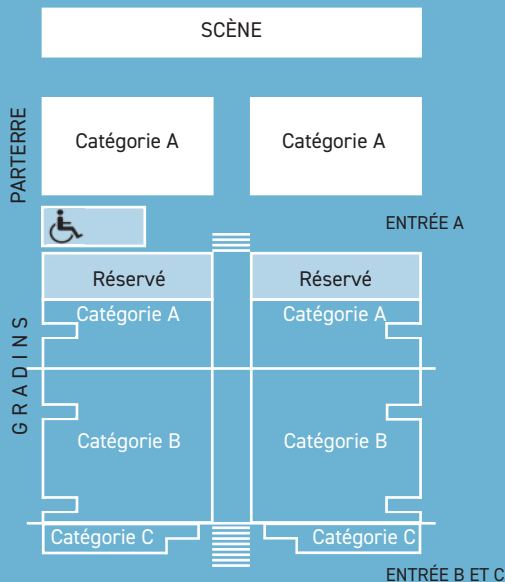 SCÈNE
PARTERRE
Catégorie A
Catégorie A
ENTRÉE A
Réservé
Réservé
GRADINS
Catégorie A
Catégorie A
Catégorie B
Catégorie B
Catégorie C
Catégorie C
ENTRÉE B ET C